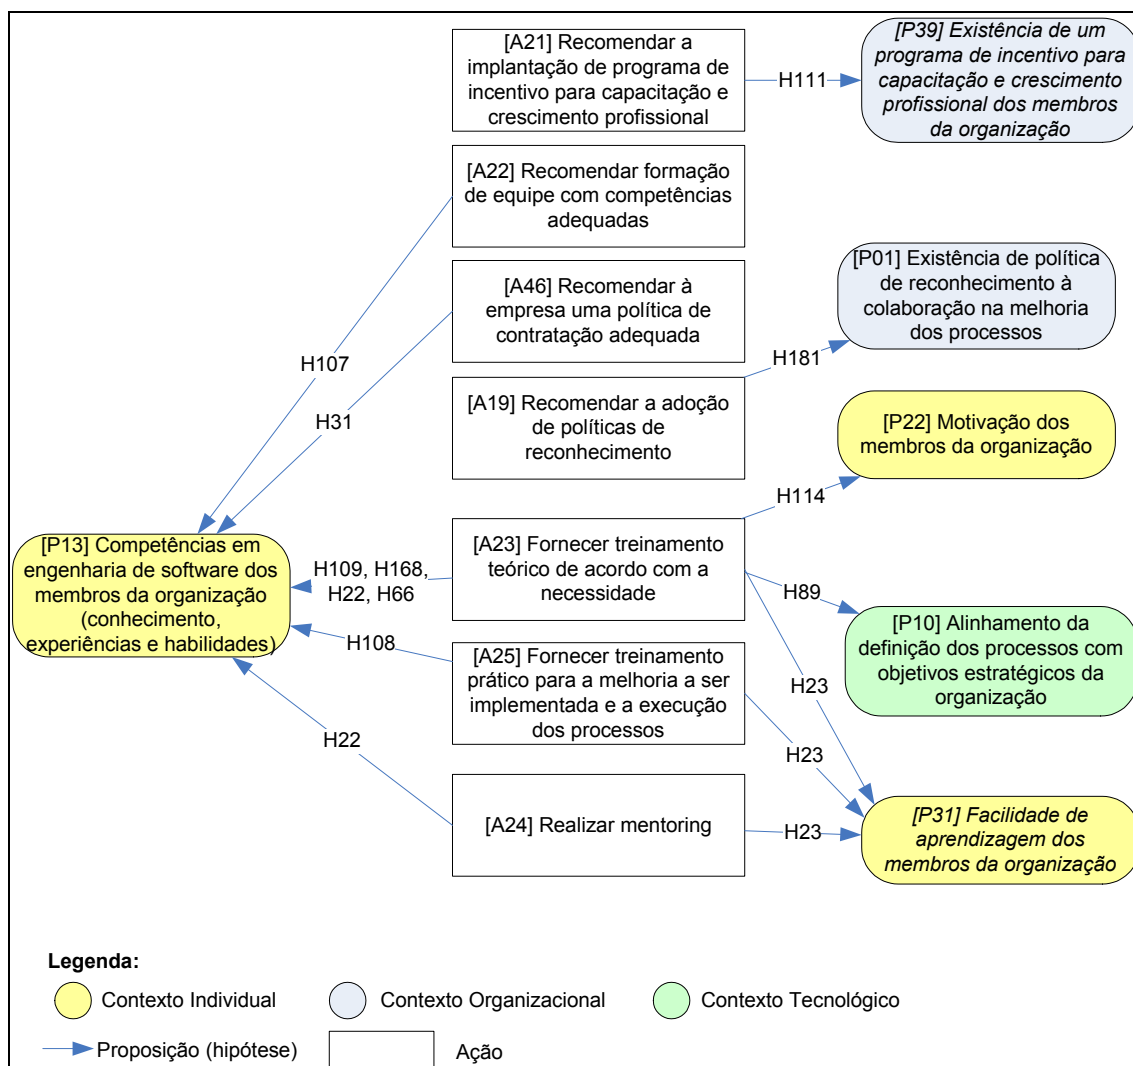 [A21] Recomendar a
implantação de programa de
incentivo para capacitação e
crescimento profissional
H111
[P39] Existência de um
programa de incentivo para
capacitação e crescimento
profissional dos membros
da organização
[A22] Recomendar formação
de equipe com competências
adequadas
[A46] Recomendar à
empresa uma política de
contratação adequada
[P01] Existência de política
de reconhecimento à
colaboração na melhoria
dos processos
H107
H181
H31
[A19] Recomendar a adoção
de políticas de
reconhecimento
[P22] Motivação dos
membros da organização
H114
[P13] Competências em
engenharia de software dos
membros da organização
(conhecimento,
experiências e habilidades)
H109, H168,
H22, H66
[A23] Fornecer treinamento
teórico de acordo com a
necessidade
H89
[P10] Alinhamento da
definição dos processos com
objetivos estratégicos da
organização
H108
[A25] Fornecer treinamento
prático para a melhoria a ser
implementada e a execução
dos processos
H23
H23
H22
[A24] Realizar mentoring
H23
[P31] Facilidade de
aprendizagem dos
membros da organização
Legenda:
Contexto Individual
Contexto Organizacional
Contexto Tecnológico
Proposição (hipótese)
Ação